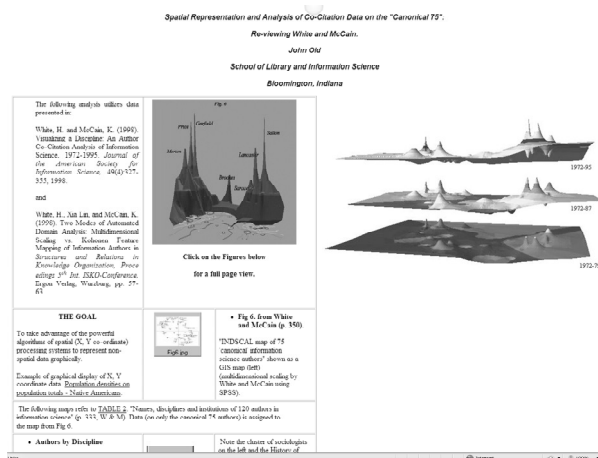 Spatial Representation and Analysis of Co-Citation Data on the "Canonical 75".
Re-viewing White and McCain.
John Old
School of Library and Information Science
Bloomington, Indiana
The following analysis utilizes data
presented in:
White, H. and McCain, K. (1998).
Visualizing a Discipline: An Author
Co-Citation Analysis of Information
Science, 1972-1995. Journal of
the American Society for
Information Science, 49(4):327-
355, 1998.
and
White, H., Xia Lin, and McCain, K.
(1998). Two Modes of Automated
Domain Analysis: Multidimensional
Scaling vs. Kohonen Feature
Mapping of Information Authors in
Structures and Relations in
Knowledge Organization, Proce
edings 5th Int. ISKO-Conference.
Ergon Verlag, Wurzburg, pp. 57-
63
Fig. 6
Price
Garfield
Salton
Lancaster
Brookes
Click on the Figures below
for a full page view.
1972-95
1972-87
1972-7
THE GOAL
To take advantage of the powerful
algorithms of spatial (X, Y co-ordinate)
processing systems to represent non-
spatial data graphically.
Example of graphical display of X, Y
coordinate data. Population densities on
population totals - Native Americans.
Fig6.jpg
• Fig 6. from White
and McCain (p. 350)
"INDSCAL map of 75
canonical information
science authors" shown as a
GIS map (left)
(multidimensional scaling by
White and McCain using
SPSS).
The following maps refer to TABLE 2. "Names, disciplines and institutions of 120 authors in
information science" (p. 333, W & M). Data (on only the canonical 75 authors) is assigned to
the map from Fig 6.
• Authors by Discipline
Note the cluster of sociologists
on the left and the History of